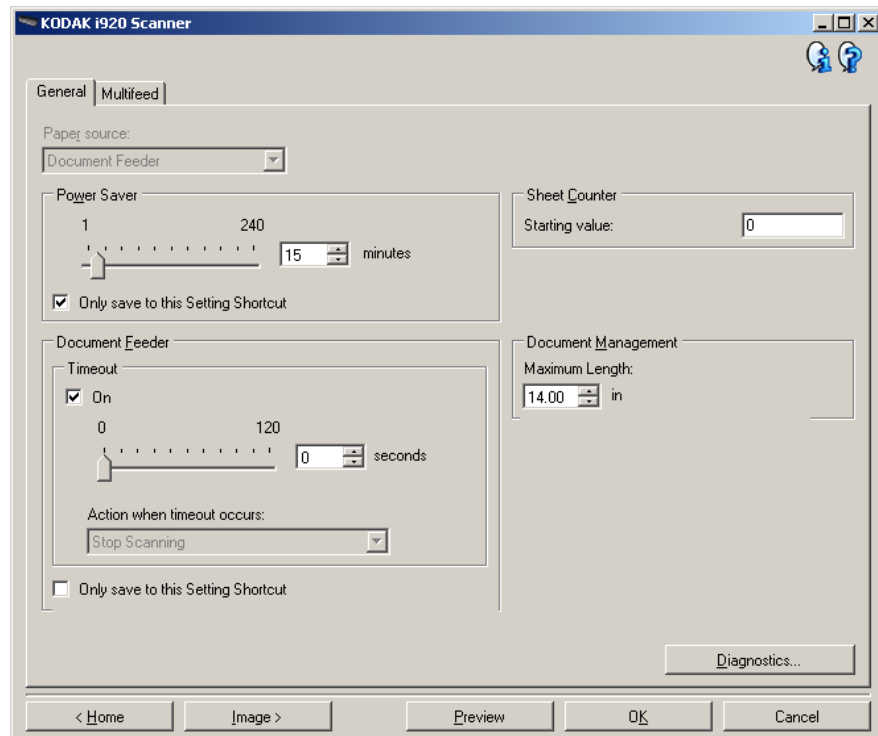 KODAK i920 Scanner
General
Multifeed
Paper source:
Document Feeder
Power Saver
1 240
15 minutes
Only save to this Setting Shortcut
Sheet Counter
Starting value: 0
Document Feeder
Timeout
On
0 120
0 seconds
Action when timeout occurs:
Stop Scanning
Only save to this Setting Shortcut
Document Management
Maximum Length:
14.00 in
Diagnostics...
< Home
Image >
Preview
OK
Cancel